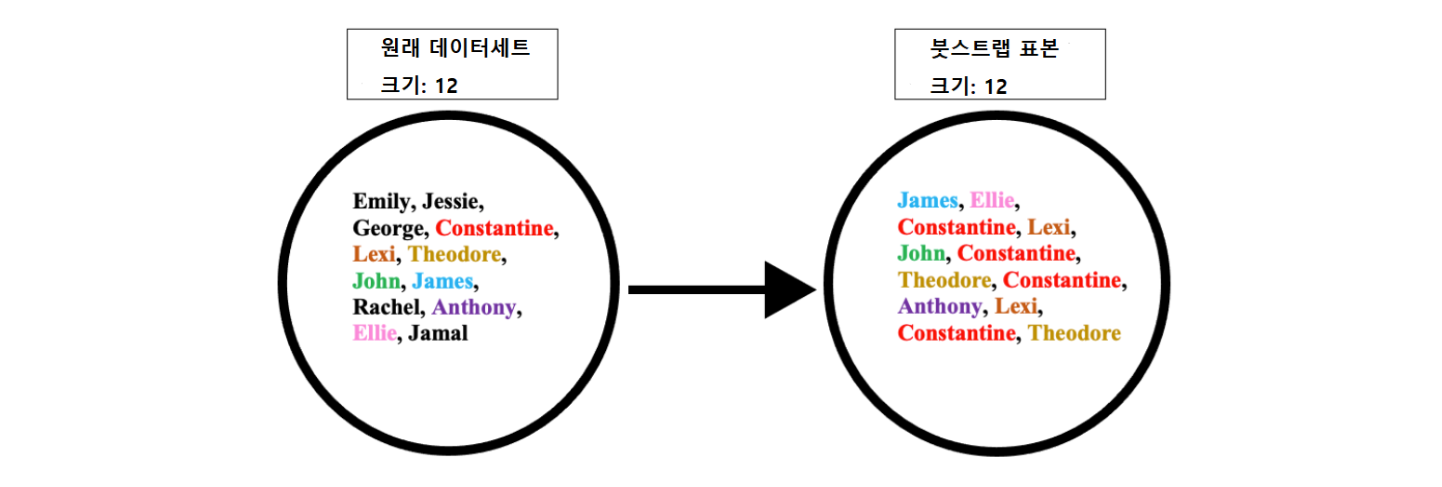 원래 데이터세트
크기: 12
Emily, Jessie,
George, Constantine,
Lexi, Theodore,
John, James,
Rachel, Anthony,
Ellie, Jamal
붓스트랩 표본
크기: 12
James, Ellie,
Constantine, Lexi,
John, Constantine,
Theodore, Constantine,
Anthony, Lexi,
Constantine, Theodore